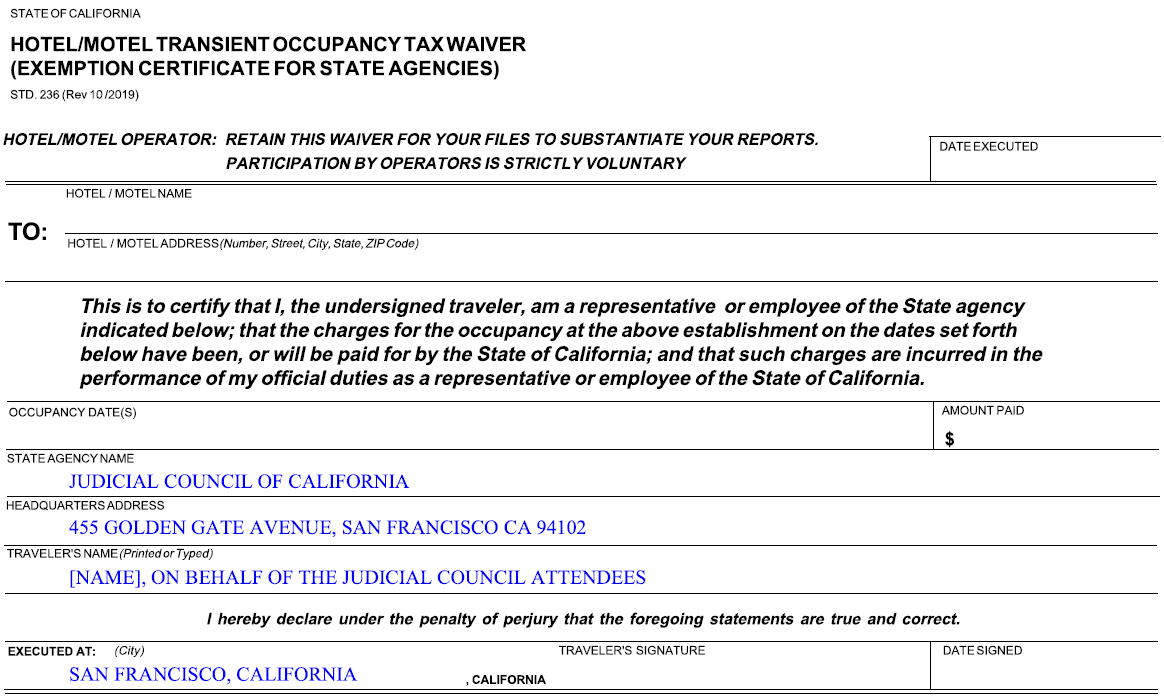 STATE OF CALIFORNIA
HOTEL/MOTEL TRANSIENT OCCUPANCY TAX WAIVER
(EXEMPTION CERTIFICATE FOR STATE AGENCIES)
STD. 236 (Rev 10/2019)
HOTEL/MOTEL OPERATOR: RETAIN THIS WAIVER FOR YOUR FILES TO SUBSTANTIATE YOUR REPORTS.
PARTICIPATION BY OPERATORS IS STRICTLY VOLUNTARY
DATE EXECUTED
HOTEL / MOTEL NAME
TO:
HOTEL / MOTEL ADDRESS (Number, Street, City, State, ZIP Code)
This is to certify that I, the undersigned traveler, am a representative or employee of the State agency
indicated below; that the charges for the occupancy at the above establishment on the dates set forth
below have been, or will be paid for by the State of California; and that such charges are incurred in the
performance of my official duties as a representative or employee of the State of California.
OCCUPANCY DATE(S)
AMOUNT PAID
$
STATE AGENCY NAME
JUDICIAL COUNCIL OF CALIFORNIA
HEADQUARTERS ADDRESS
455 GOLDEN GATE AVENUE, SAN FRANCISCO CA 94102
TRAVELER'S NAME (Printed or Typed)
[NAME], ON BEHALF OF THE JUDICIAL COUNCIL ATTENDEES
I hereby declare under the penalty of perjury that the foregoing statements are true and correct.
EXECUTED AT: (City)
SAN FRANCISCO, CALIFORNIA
, CALIFORNIA
TRAVELER'S SIGNATURE
DATE SIGNED